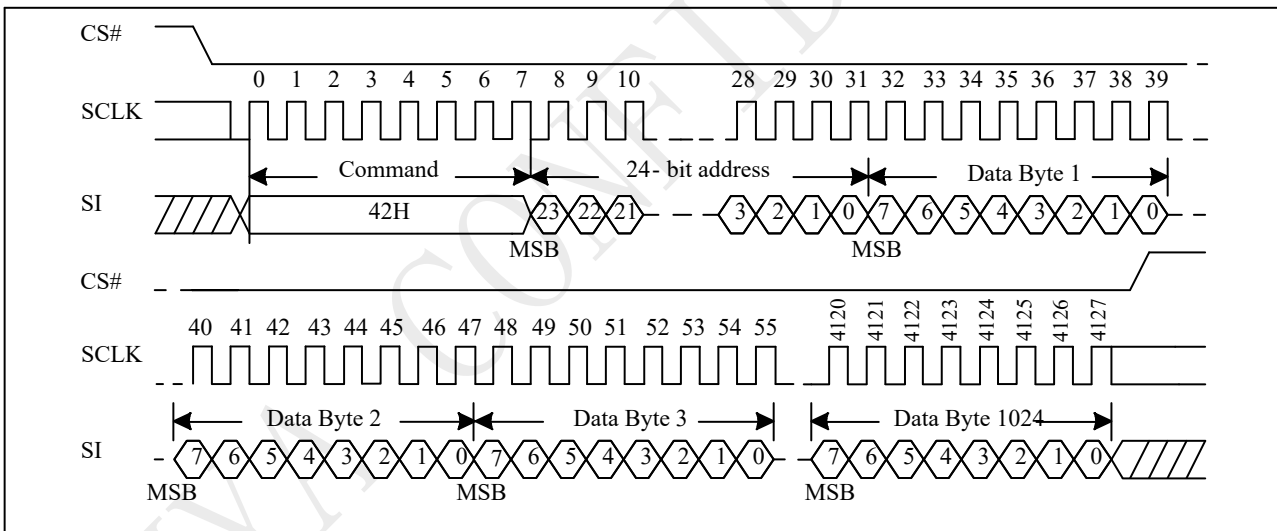 CS#
0 1 2 3 4 5 6 7 8 9 10 28 29 30 31 32 33 34 35 36 37 38 39
SCLK
Command 24- bit address Data Byte 1
SI 42H 23 22 21 3 2 1 0 7 6 5 4 3 2 1 0
MSB MSB
CS#
40 41 42 43 44 45 46 47 48 49 50 51 52 53 54 55 4120 4121 4122 4123 4124 4125 4126 4127
SCLK
Data Byte 2 Data Byte 3 Data Byte 1024
SI 7 6 5 4 3 2 1 0 7 6 5 4 3 2 1 0 7 6 5 4 3 2 1 0
MSB MSB MSB